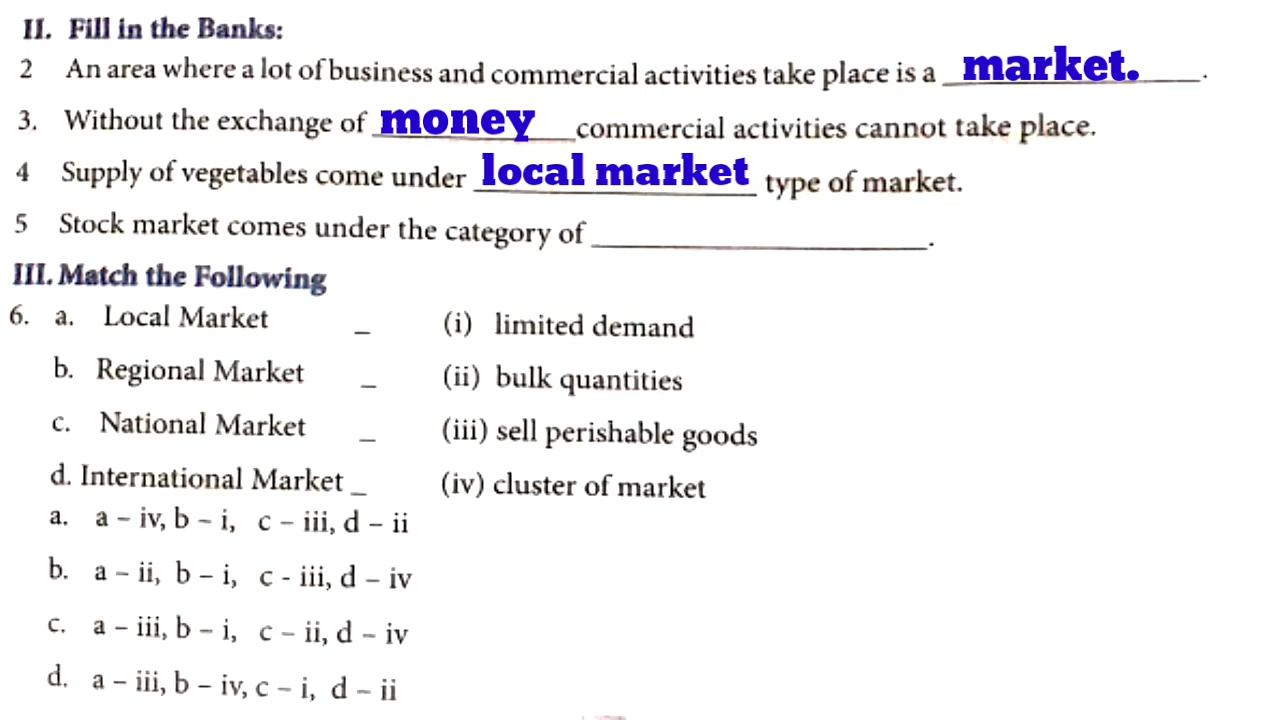 II. Fill in the Banks:
2 An area where a lot of business and commercial activities take place is a market. .
3. Without the exchange of money commercial activities cannot take place.
4 Supply of vegetables come under local market type of market.
5 Stock market comes under the category of ____________.
III. Match the Following
6. a. Local Market _ (i) limited demand
b. Regional Market _ (ii) bulk quantities
c. National Market _ (iii) sell perishable goods
d. International Market _ (iv) cluster of market
a. a – iv, b – i, c – iii, d – ii
b. a – ii, b – i, c - iii, d – iv
c. a – iii, b – i, c – ii, d – iv
d. a – iii, b – iv, c – i, d – ii